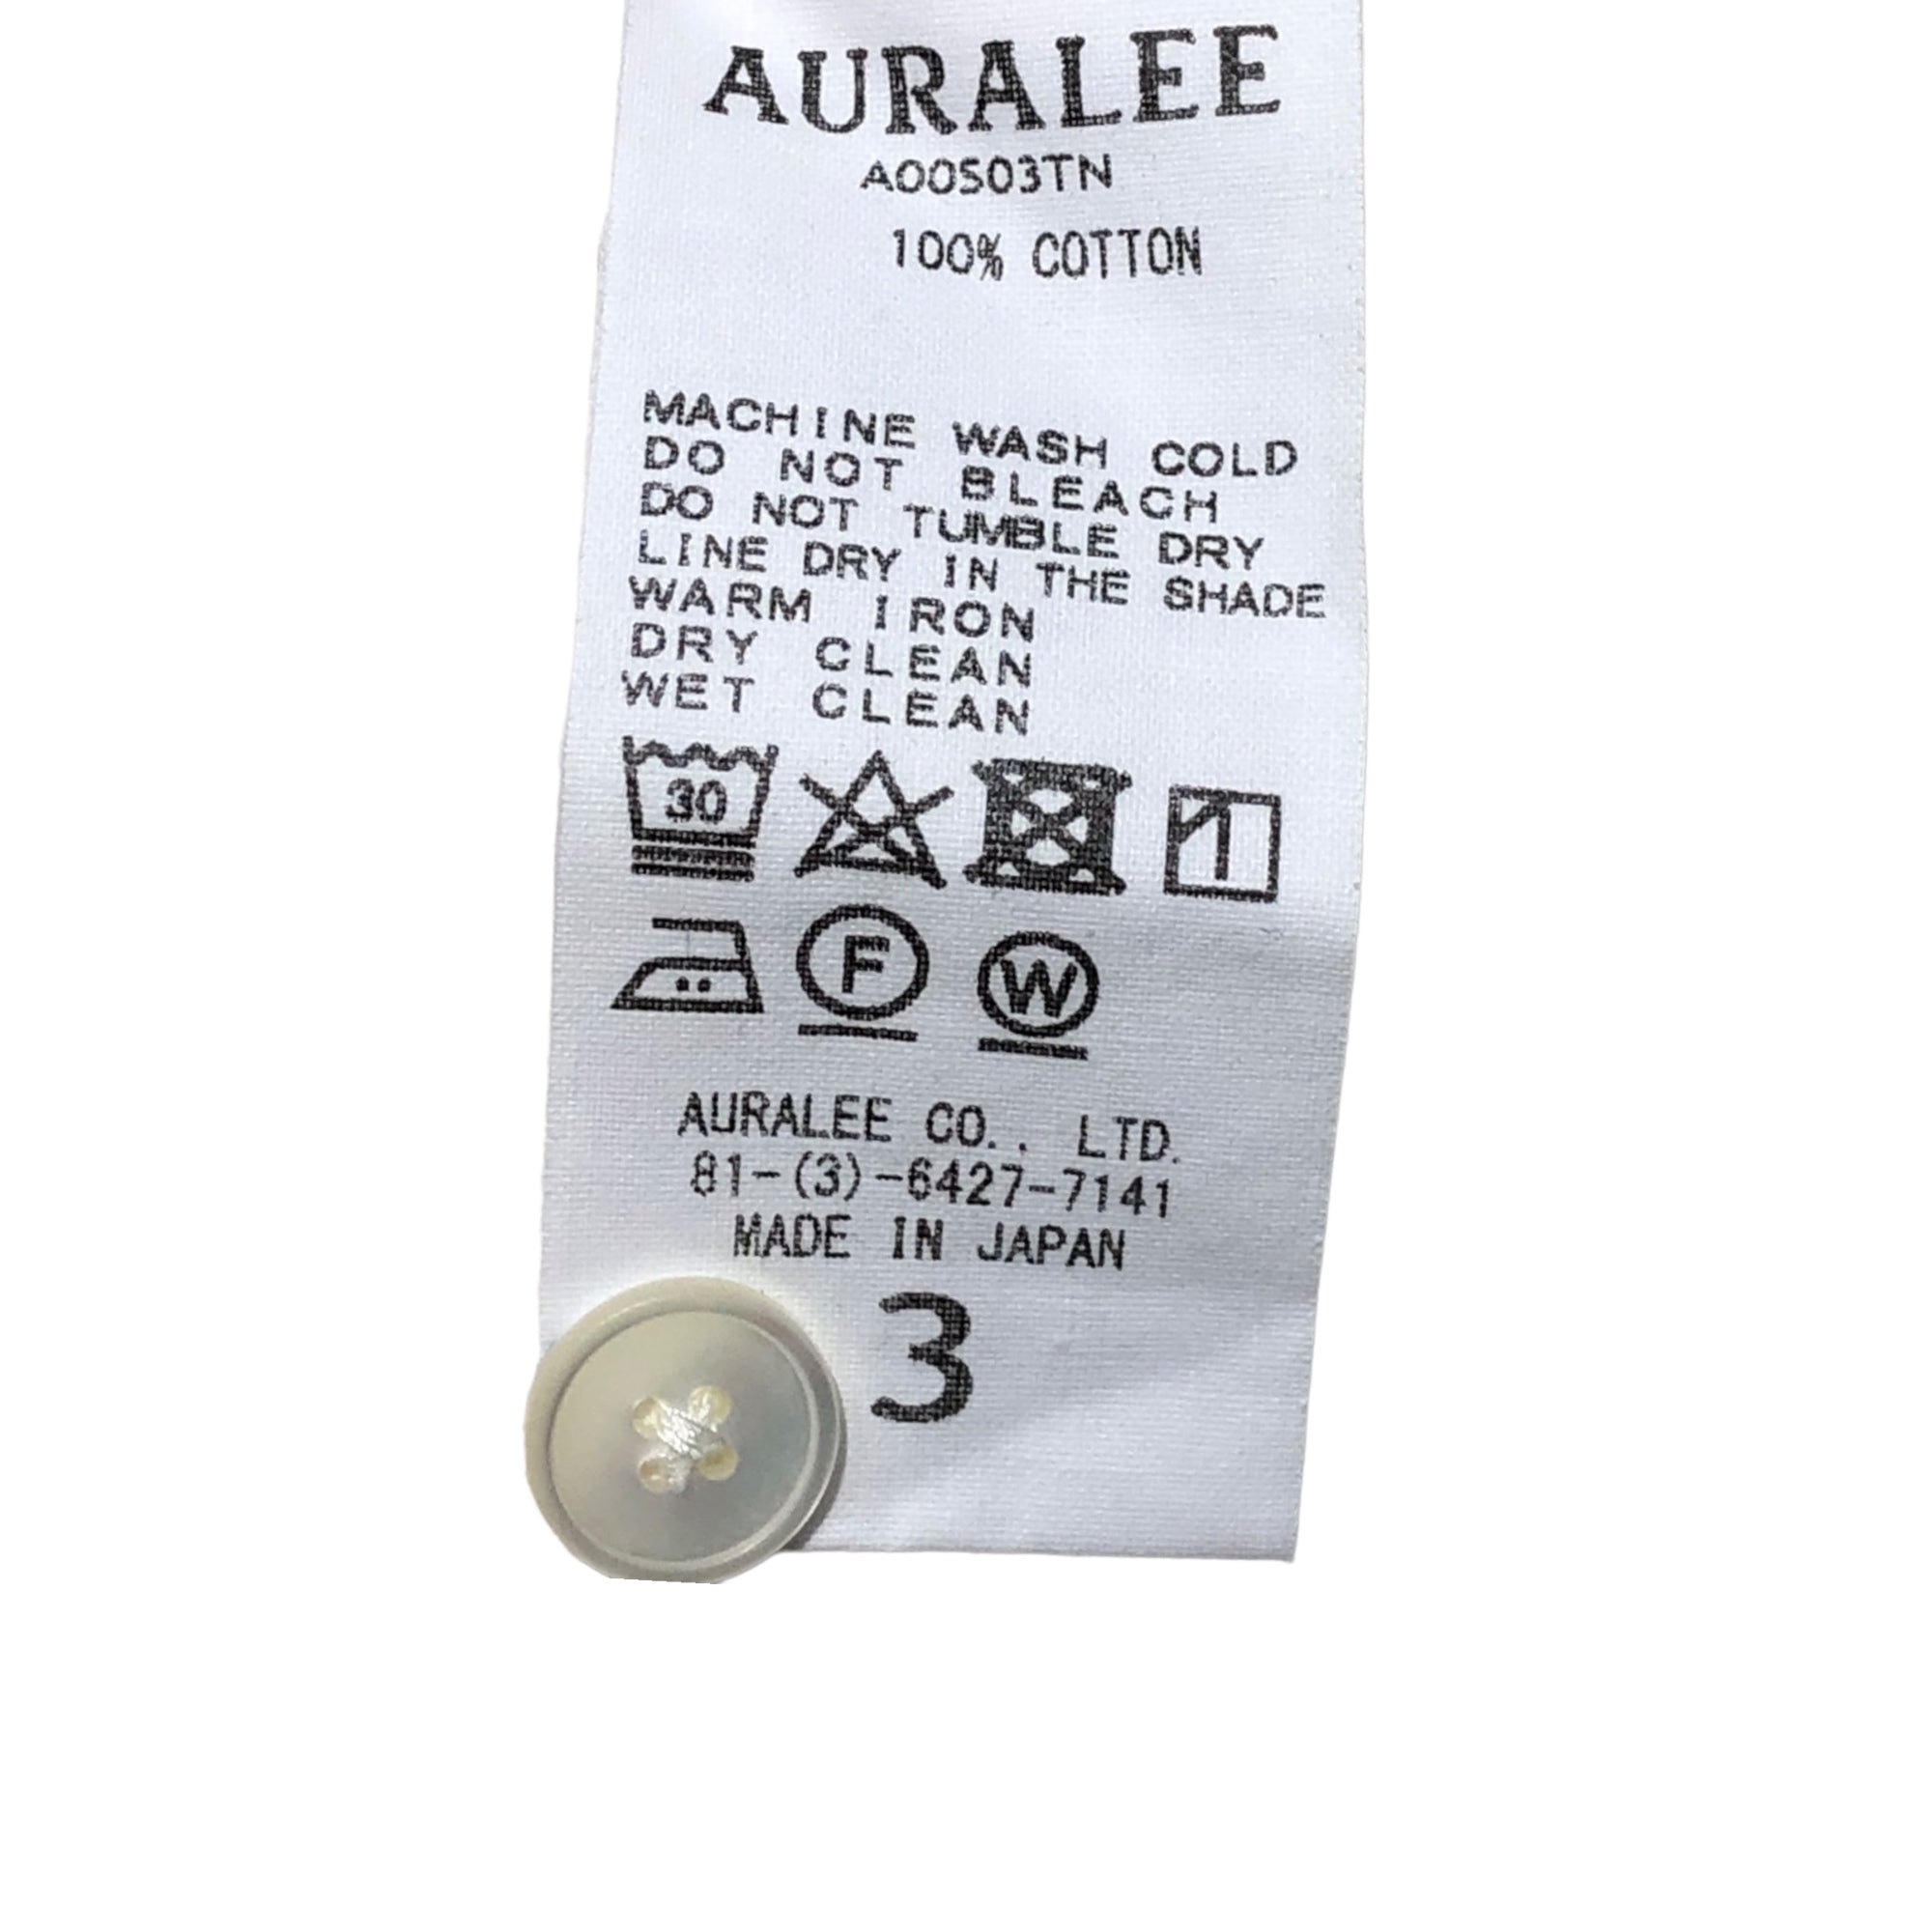 AURALEE
A00S03TN
100% COTTON
MACHINE WASH COLD
DO NOT BLEACH
DO NOT TUMBLE DRY
LINE DRY IN THE SHADE
WARM IRON
DRY CLEAN
WET CLEAN
30
F
W
AURALEE CO., LTD.
81-(3)-6427-7141
MADE IN JAPAN
3